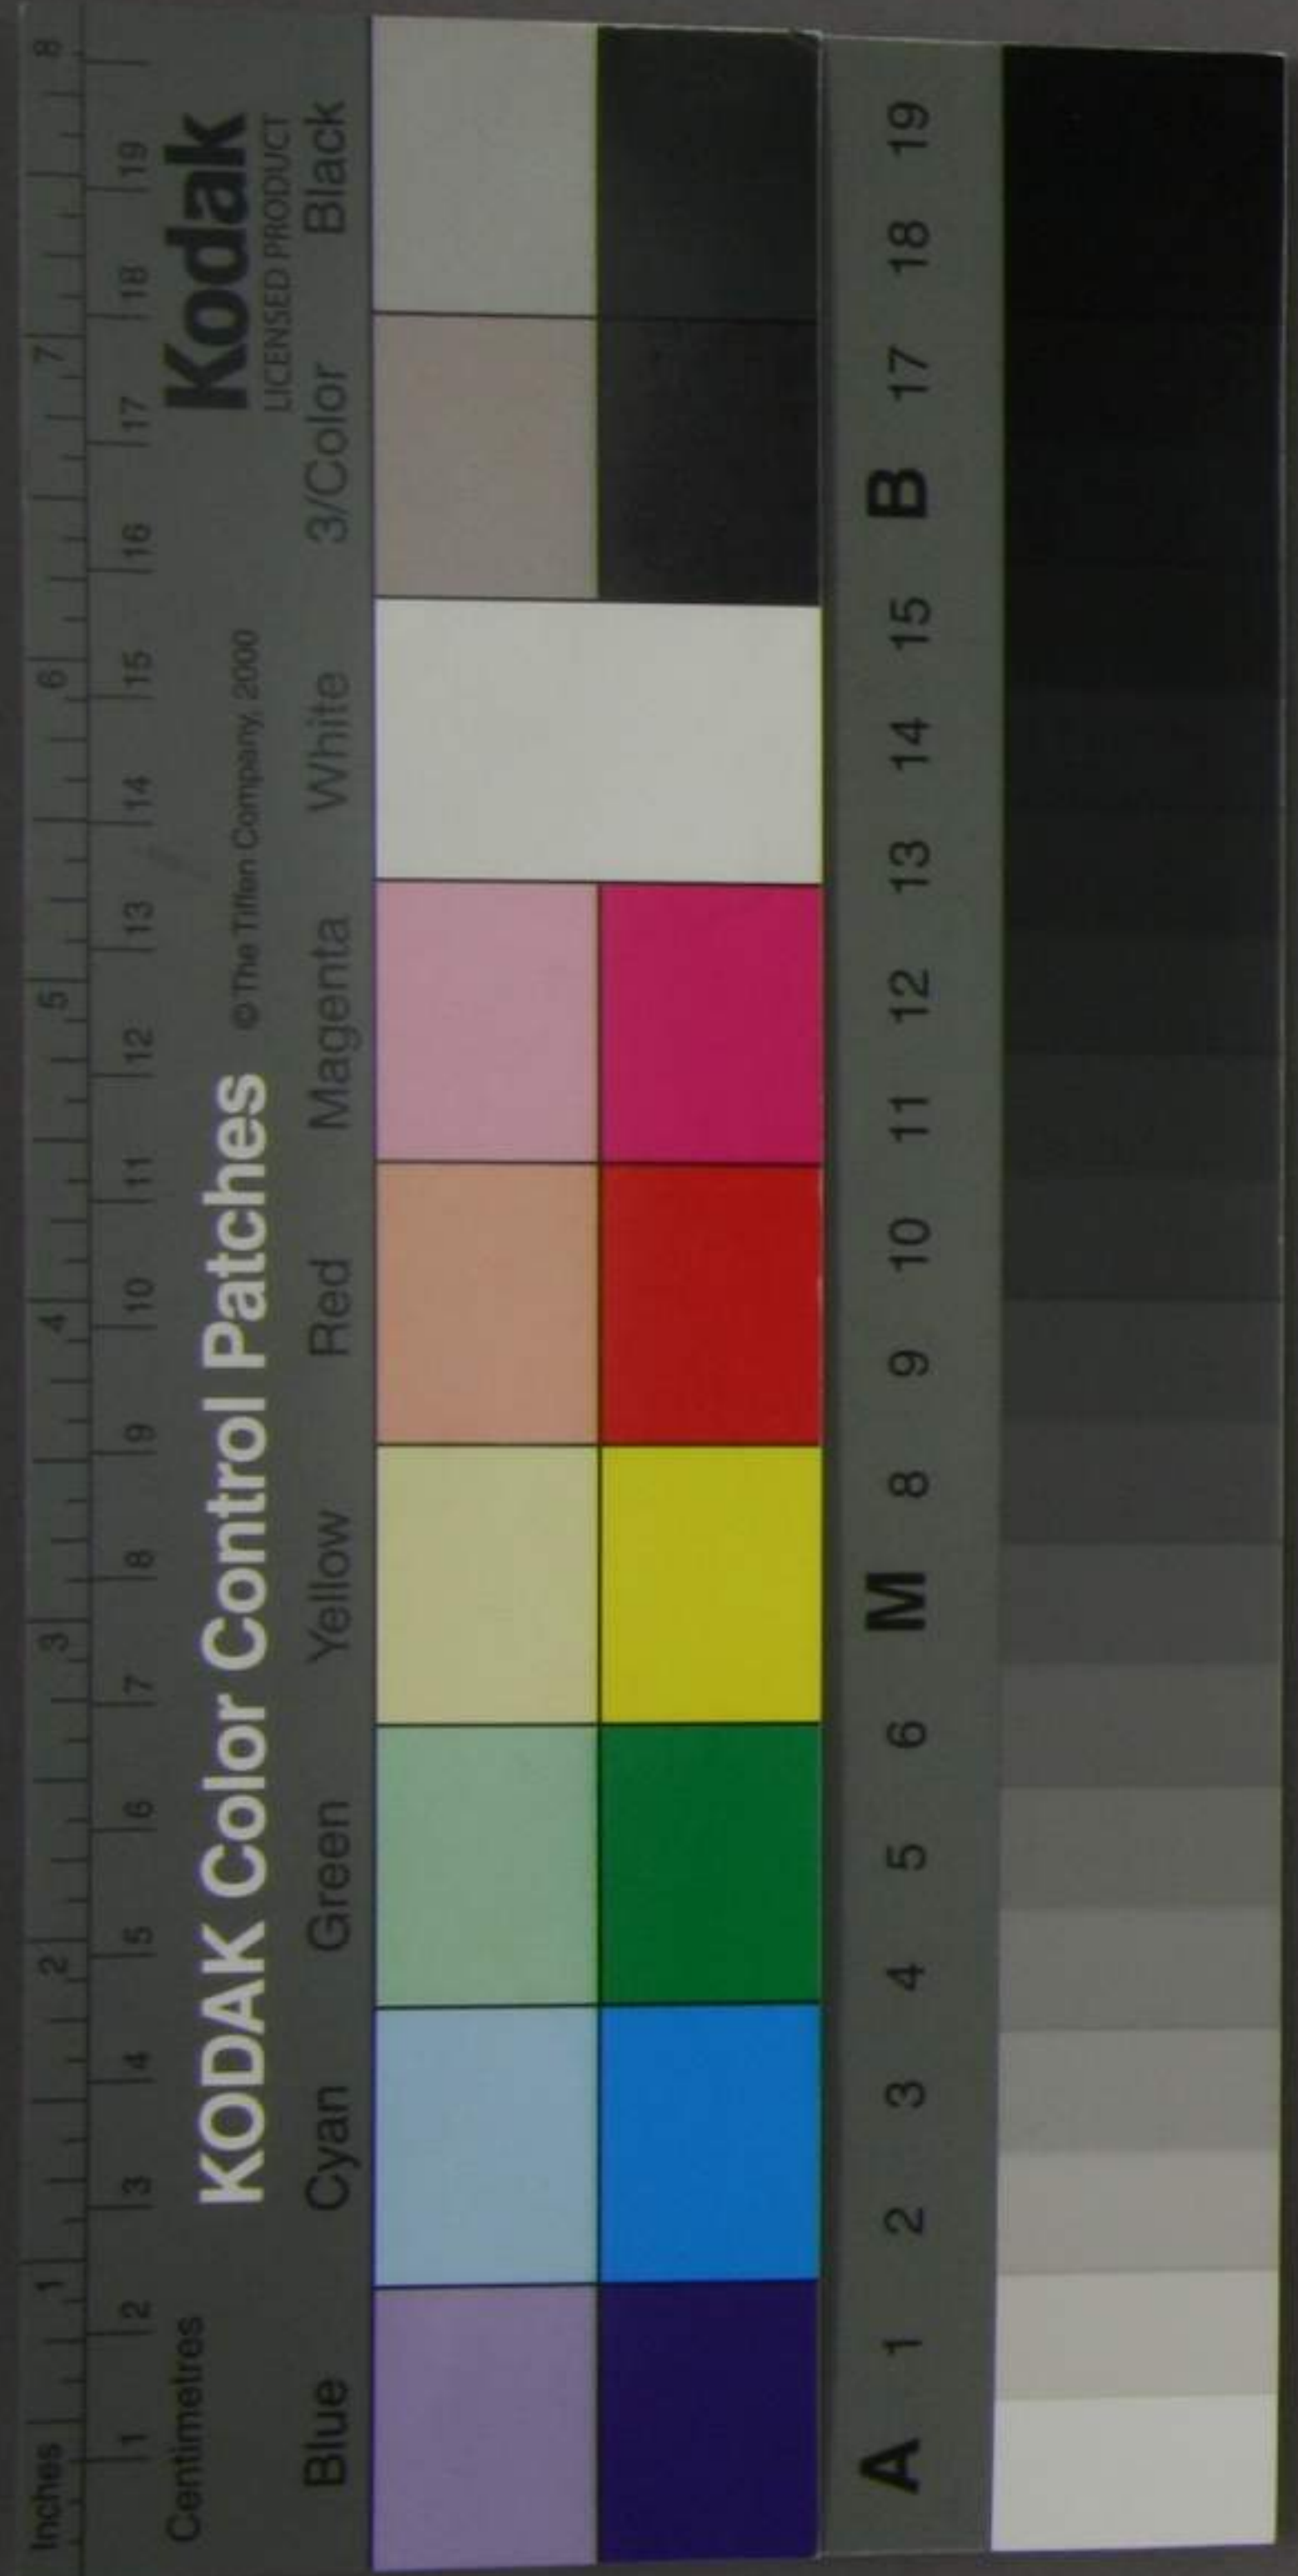 Inches 1 2 3 4 5 6 7 8
Centimetres 1 2 3 4 5 6 7 8 9 10 11 12 13 14 15 16 17 18 19
KODAK Color Control Patches © The Tiffen Company, 2000 Kodak
LICENSED PRODUCT
Blue Cyan Green Yellow Red Magenta White 3/Color Black
A 1 2 3 4 5 6 M 8 9 10 11 12 13 14 15 B 17 18 19